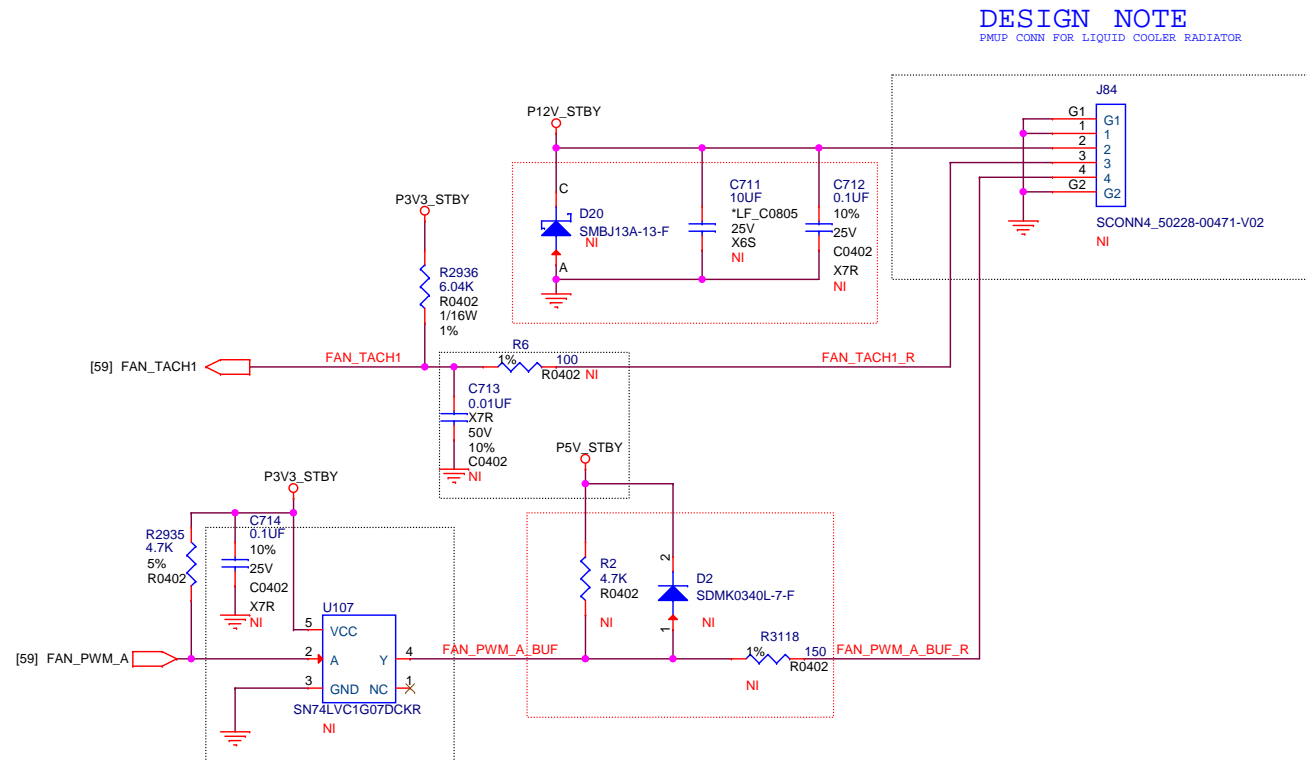 DESIGN NOTE
PMUP CONN FOR LIQUID COOLER RADIATOR
J84
G1
1
2
3
4
G2
G1
1
2
3
4
G2
SCONN4_50228-00471-V02
NI
P12V_STBY
C
D20
SMBJ13A-13-F
NI
A
C711
10UF
*LF_C0805
25V
X6S
NI
C712
0.1UF
10%
25V
C0402
X7R
NI
P3V3_STBY
R2936
6.04K
R0402
1/16W
1%
[59] FAN_TACH1
FAN_TACH1
R6
1%
100
R0402
NI
FAN_TACH1_R
C713
0.01UF
X7R
50V
10%
C0402
NI
P5V_STBY
R2
4.7K
R0402
NI
2
D2
SDMK0340L-7-F
NI
1
P3V3_STBY
R2935
4.7K
5%
R0402
C714
0.1UF
10%
25V
C0402
X7R
NI
U107
5
VCC
[59] FAN_PWM_A
2
A
Y
4
3
GND
NC
1
SN74LVC1G07DCKR
NI
FAN_PWM_A_BUF
R3118
1%
150
R0402
NI
FAN_PWM_A_BUF_R